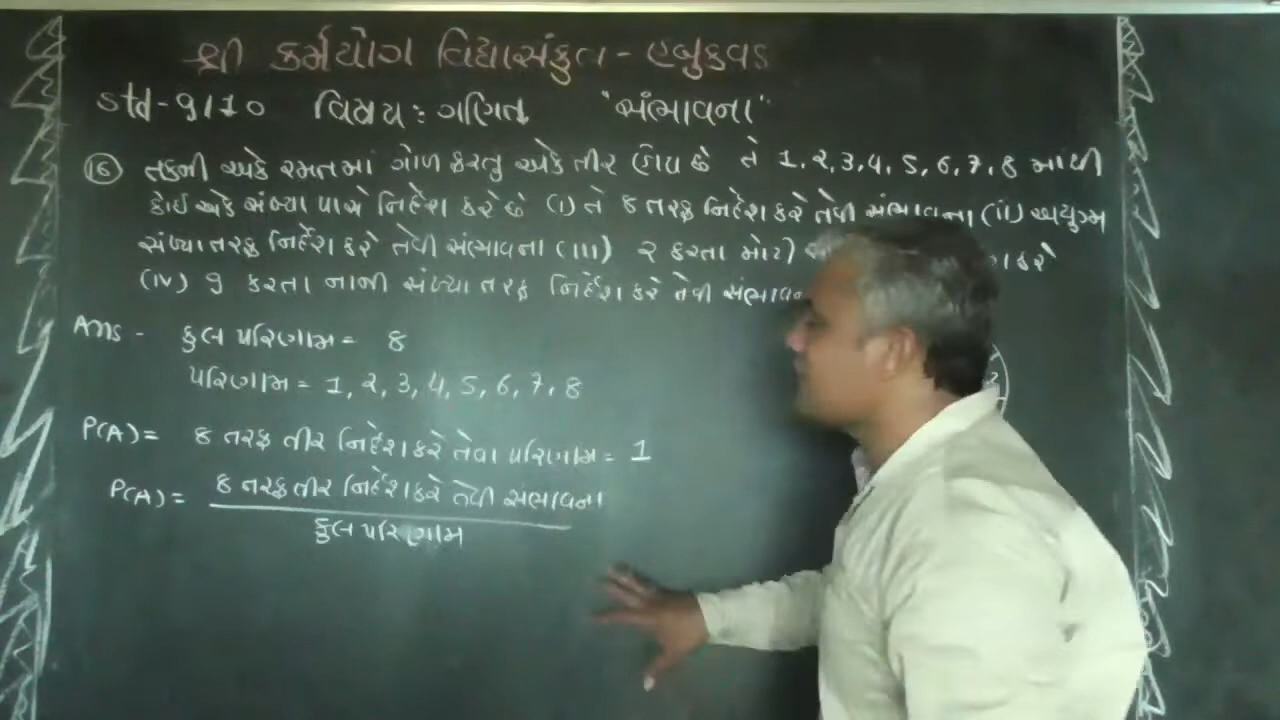 શ્રી કર્મયોગ વિદ્યાસંકુલ - હબુકવડ
std - 9/10 વિષય : ગણિત "સંભાવના"
(16) તકની એક રમતમાં ગોળ ફરતુ એક તીર હોય છે તે 1, 2, 3, 4, 5, 6, 7, 8 માંથી
કોઈ એક સંખ્યા પાસે નિર્દેશ કરે છે (i) તે 8 તરફ નિર્દેશ કરે તેવી સંભાવના (ii) અયુગ્મ
સંખ્યા તરફ નિર્દેશ કરે તેવી સંભાવના (iii) 2 કરતા મોટી કરે
(iv) 9 કરતા નાની સંખ્યા તરફ નિર્દેશ કરે તેવી
Ans - કુલ પરિણામ = 8
પરિણામ = 1, 2, 3, 4, 5, 6, 7, 8
P(A) = 8 તરફ તીર નિર્દેશ કરે તેવા પરિણામ = 1
P(A) = 8 તરફ તીર નિર્દેશ કરે તેવી સંભાવના
કુલ પરિણામ